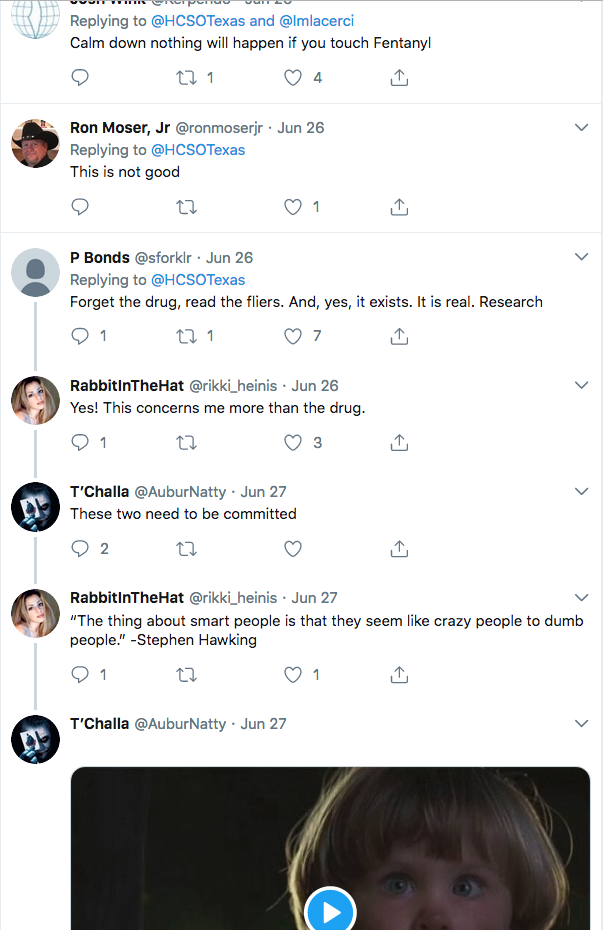 Replying to @HCSOTexas and @lmlacerci
Calm down nothing will happen if you touch Fentanyl
1 4
Ron Moser, Jr @ronmoserjr · Jun 26
Replying to @HCSOTexas
This is not good
1
P Bonds @sforklr · Jun 26
Replying to @HCSOTexas
Forget the drug, read the fliers. And, yes, it exists. It is real. Research
1 1 7
RabbitInTheHat @rikki_heinis · Jun 26
Yes! This concerns me more than the drug.
1 3
T'Challa @AuburNatty · Jun 27
These two need to be committed
2
RabbitInTheHat @rikki_heinis · Jun 27
“The thing about smart people is that they seem like crazy people to dumb
people.” -Stephen Hawking
1 1
T'Challa @AuburNatty · Jun 27